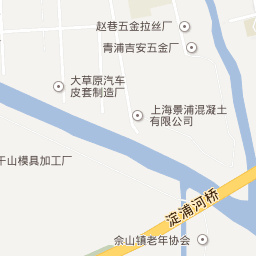 赵巷五金拉丝厂
青浦吉安五金厂
大草原汽车
皮套制造厂
上海景浦混凝土
有限公司
干山模具加工厂
淀浦河桥
佘山镇老年协会